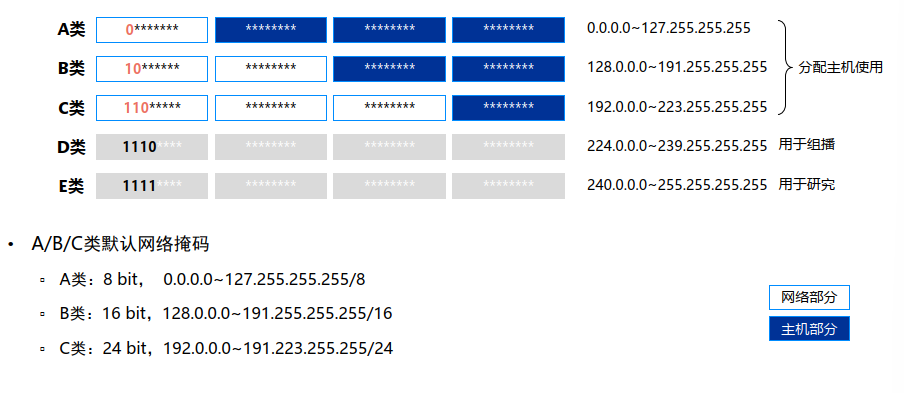 A类 0******* ******** ******** ******** 0.0.0.0~127.255.255.255
B类 10****** ******** ******** ******** 128.0.0.0~191.255.255.255 分配主机使用
C类 110***** ******** ******** ******** 192.0.0.0~223.255.255.255
D类 1110**** ******** ******** ******** 224.0.0.0~239.255.255.255 用于组播
E类 1111**** ******** ******** ******** 240.0.0.0~255.255.255.255 用于研究
• A/B/C类默认网络掩码
▫ A类：8 bit， 0.0.0.0~127.255.255.255/8
▫ B类：16 bit，128.0.0.0~191.255.255.255/16
▫ C类：24 bit，192.0.0.0~191.223.255.255/24
网络部分
主机部分